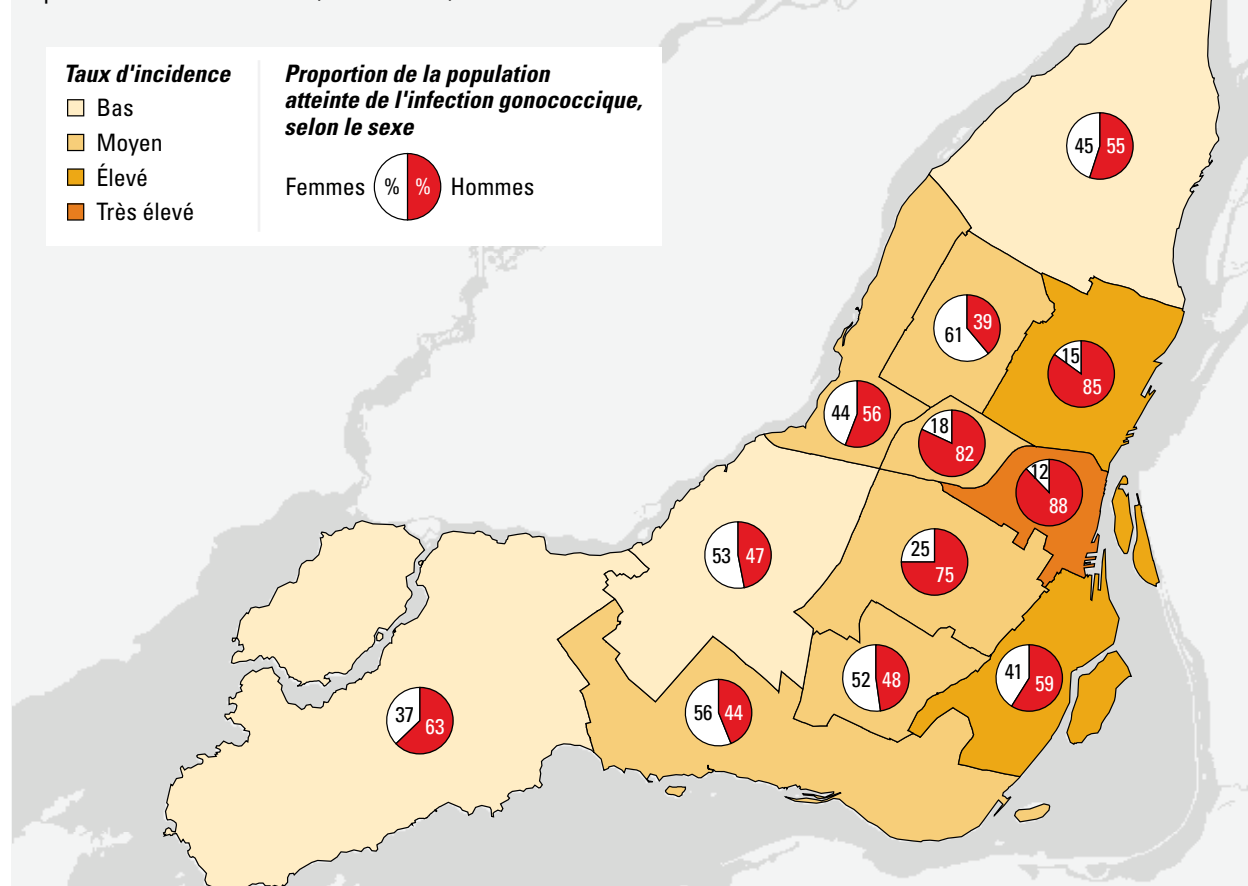 Taux d'incidence
Bas
Moyen
Élevé
Très élevé
Proportion de la population
atteinte de l'infection gonococcique,
selon le sexe
Femmes % % Hommes
45 55
61 39
15 85
44 56
18 82
12 88
53 47
25 75
52 48
41 59
56 44
37 63